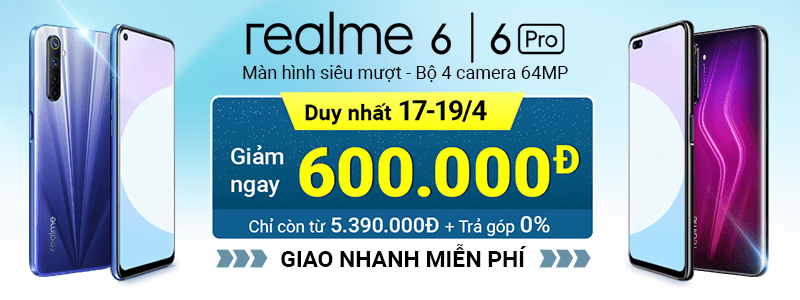 realme 6 | 6 Pro
Màn hình siêu mượt - Bộ 4 camera 64MP
Duy nhất 17-19/4
Giảm ngay 600.000Đ
Chỉ còn từ 5.390.000Đ + Trả góp 0%
GIAO NHANH MIỄN PHÍ
realme
realme